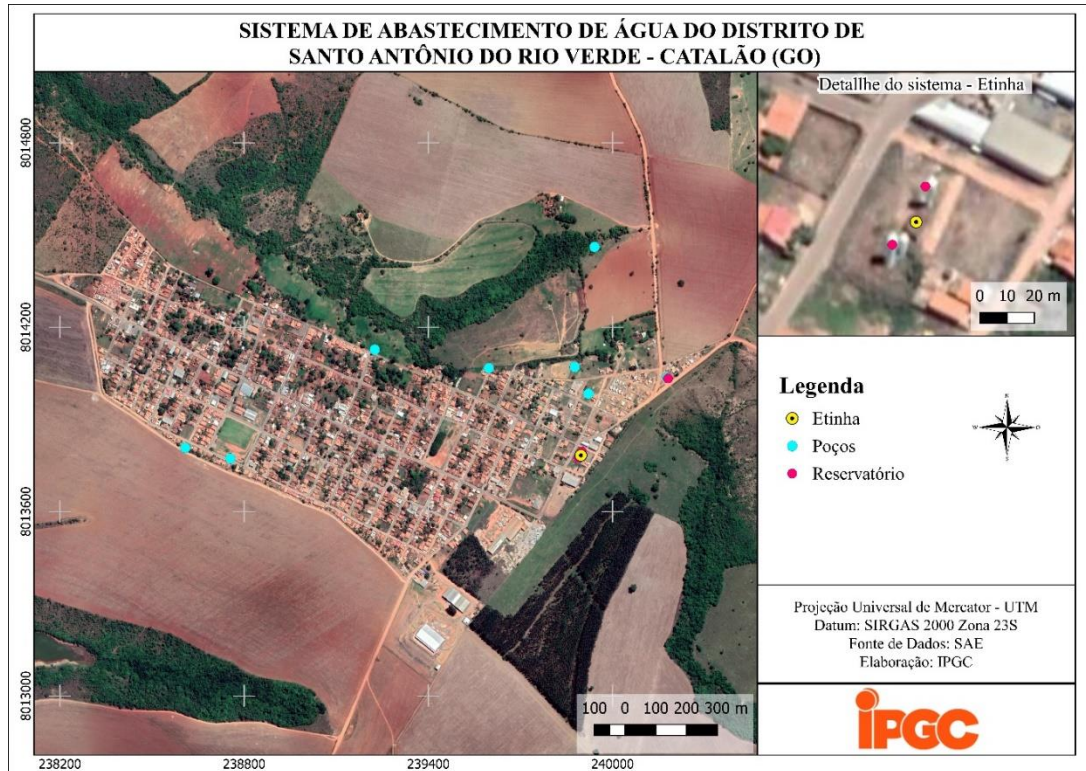 SISTEMA DE ABASTECIMENTO DE ÁGUA DO DISTRITO DE
SANTO ANTÔNIO DO RIO VERDE - CATALÃO (GO)
Detallhe do sistema - Etinha
8014800
8014200
8013600
8013000
0 10 20 m
Legenda
Etinha
Poços
Reservatório
N
W O
S
Projeção Universal de Mercator - UTM
Datum: SIRGAS 2000 Zona 23S
Fonte de Dados: SAE
Elaboração: IPGC
100 0 100 200 300 m
IPGC
238200 238800 239400 240000